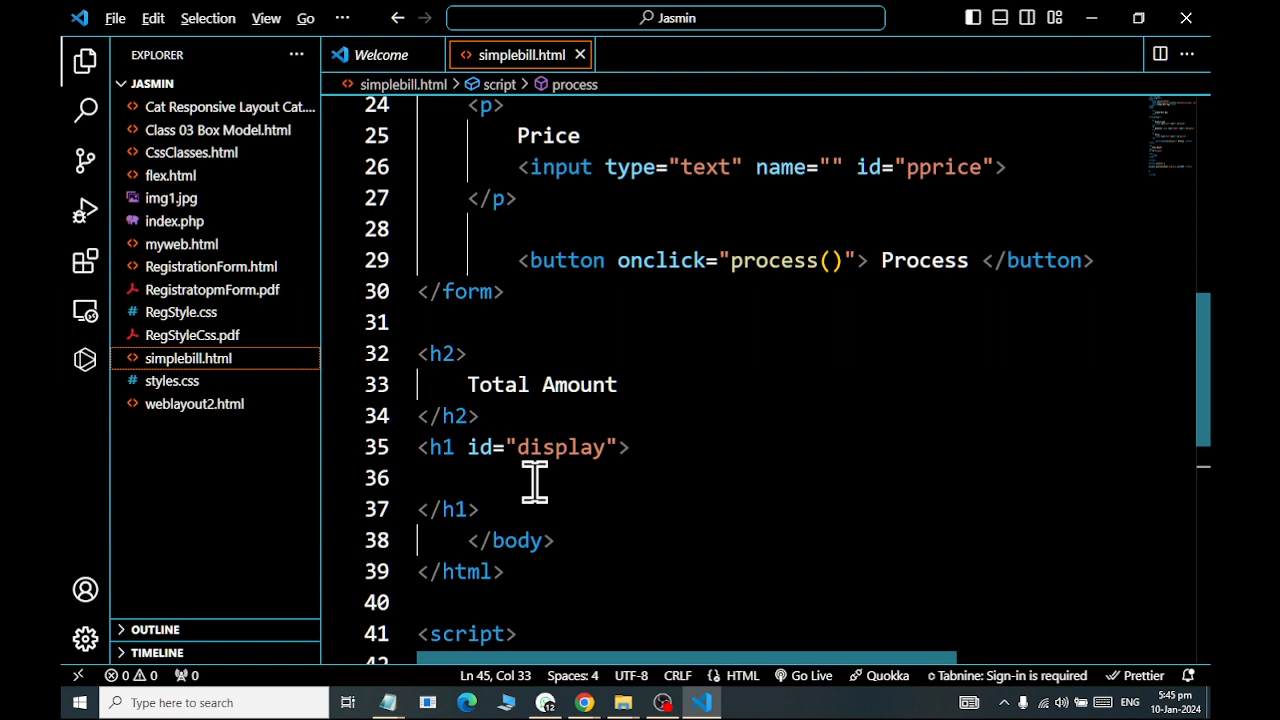 File Edit Selection View Go ··· Jasmin
EXPLORER ···
JASMIN
Cat Responsive Layout Cat....
Class 03 Box Model.html
CssClasses.html
flex.html
img1.jpg
index.php
myweb.html
RegistrationForm.html
RegistratopmForm.pdf
RegStyle.css
RegStyleCss.pdf
simplebill.html
styles.css
weblayout2.html
OUTLINE
TIMELINE
Welcome simplebill.html
simplebill.html > script > process
24 <p>
25 Price
26 <input type="text" name="" id="pprice">
27 </p>
28
29 <button onclick="process()"> Process </button>
30 </form>
31
32 <h2>
33 Total Amount
34 </h2>
35 <h1 id="display">
36
37 </h1>
38 </body>
39 </html>
40
41 <script>
42
0 0 0 Ln 45, Col 33 Spaces: 4 UTF-8 CRLF HTML Go Live Quokka Tabnine: Sign-in is required Prettier
Type here to search 12 ENG 5:45 pm
10-Jan-2024